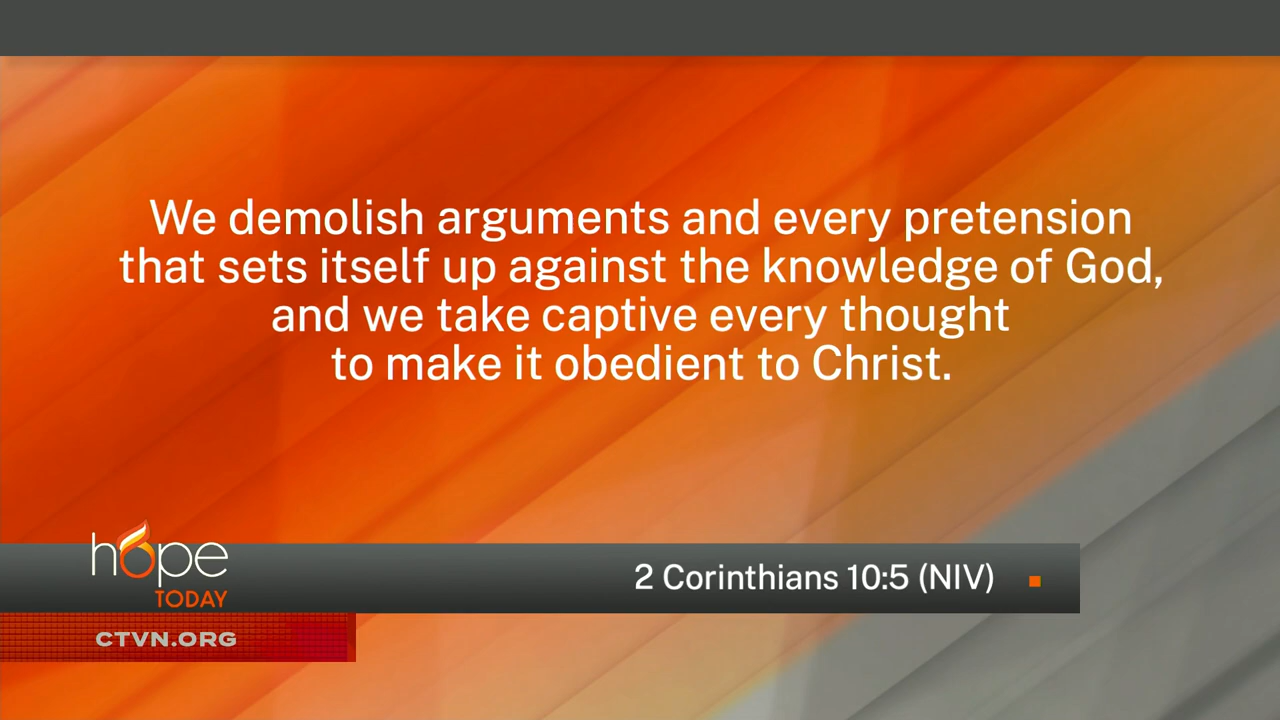 We demolish arguments and every pretension
that sets itself up against the knowledge of God,
and we take captive every thought
to make it obedient to Christ.
hope
TODAY
2 Corinthians 10:5 (NIV)
CTVN.ORG